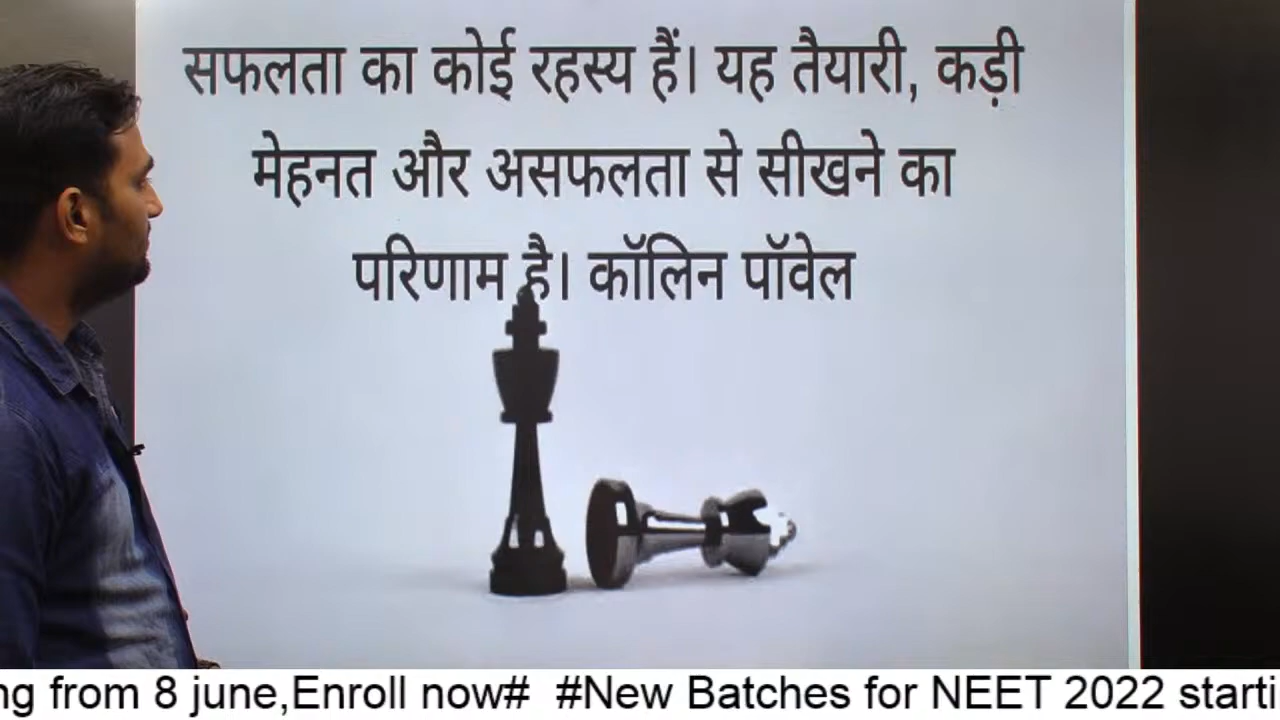 सफलता का कोई रहस्य हैं। यह तैयारी, कड़ी
मेहनत और असफलता से सीखने का
परिणाम है। कॉलिन पॉवेल
ng from 8 june,Enroll now# #New Batches for NEET 2022 starti